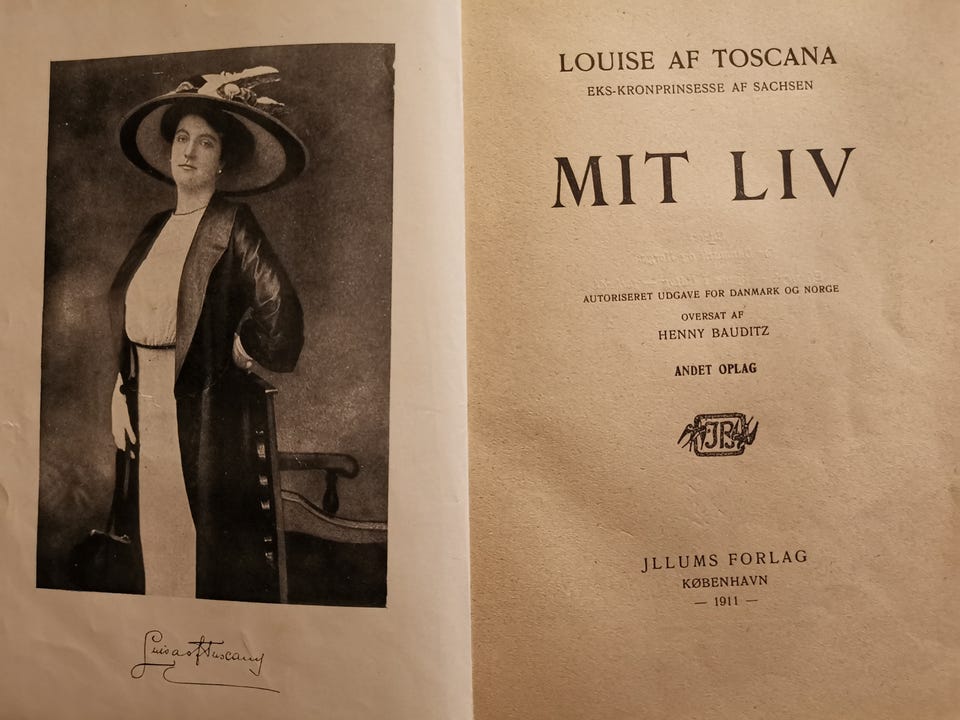 Luisa of Tuscany
LOUISE AF TOSCANA
EKS-KRONPRINSESSE AF SACHSEN
MIT LIV
AUTORISERET UDGAVE FOR DANMARK OG NORGE
OVERSAT AF
HENNY BAUDITZ
ANDET OPLAG
JLLUMS FORLAG
KØBENHAVN
— 1911 —